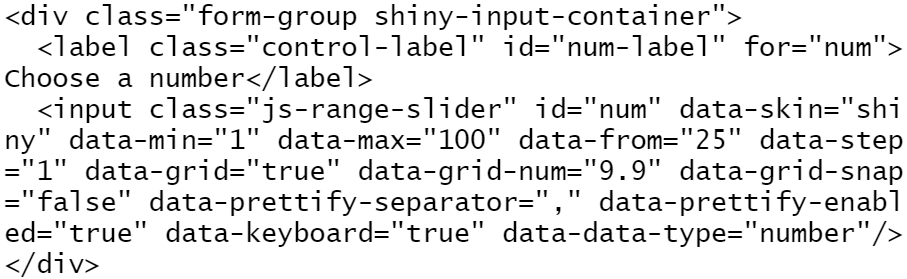 <div class="form-group shiny-input-container">
  <label class="control-label" id="num-label" for="num">
Choose a number</label>
  <input class="js-range-slider" id="num" data-skin="shi
ny" data-min="1" data-max="100" data-from="25" data-step
="1" data-grid="true" data-grid-num="9.9" data-grid-snap
="false" data-prettify-separator="," data-prettify-enabl
ed="true" data-keyboard="true" data-data-type="number"/>
</div>